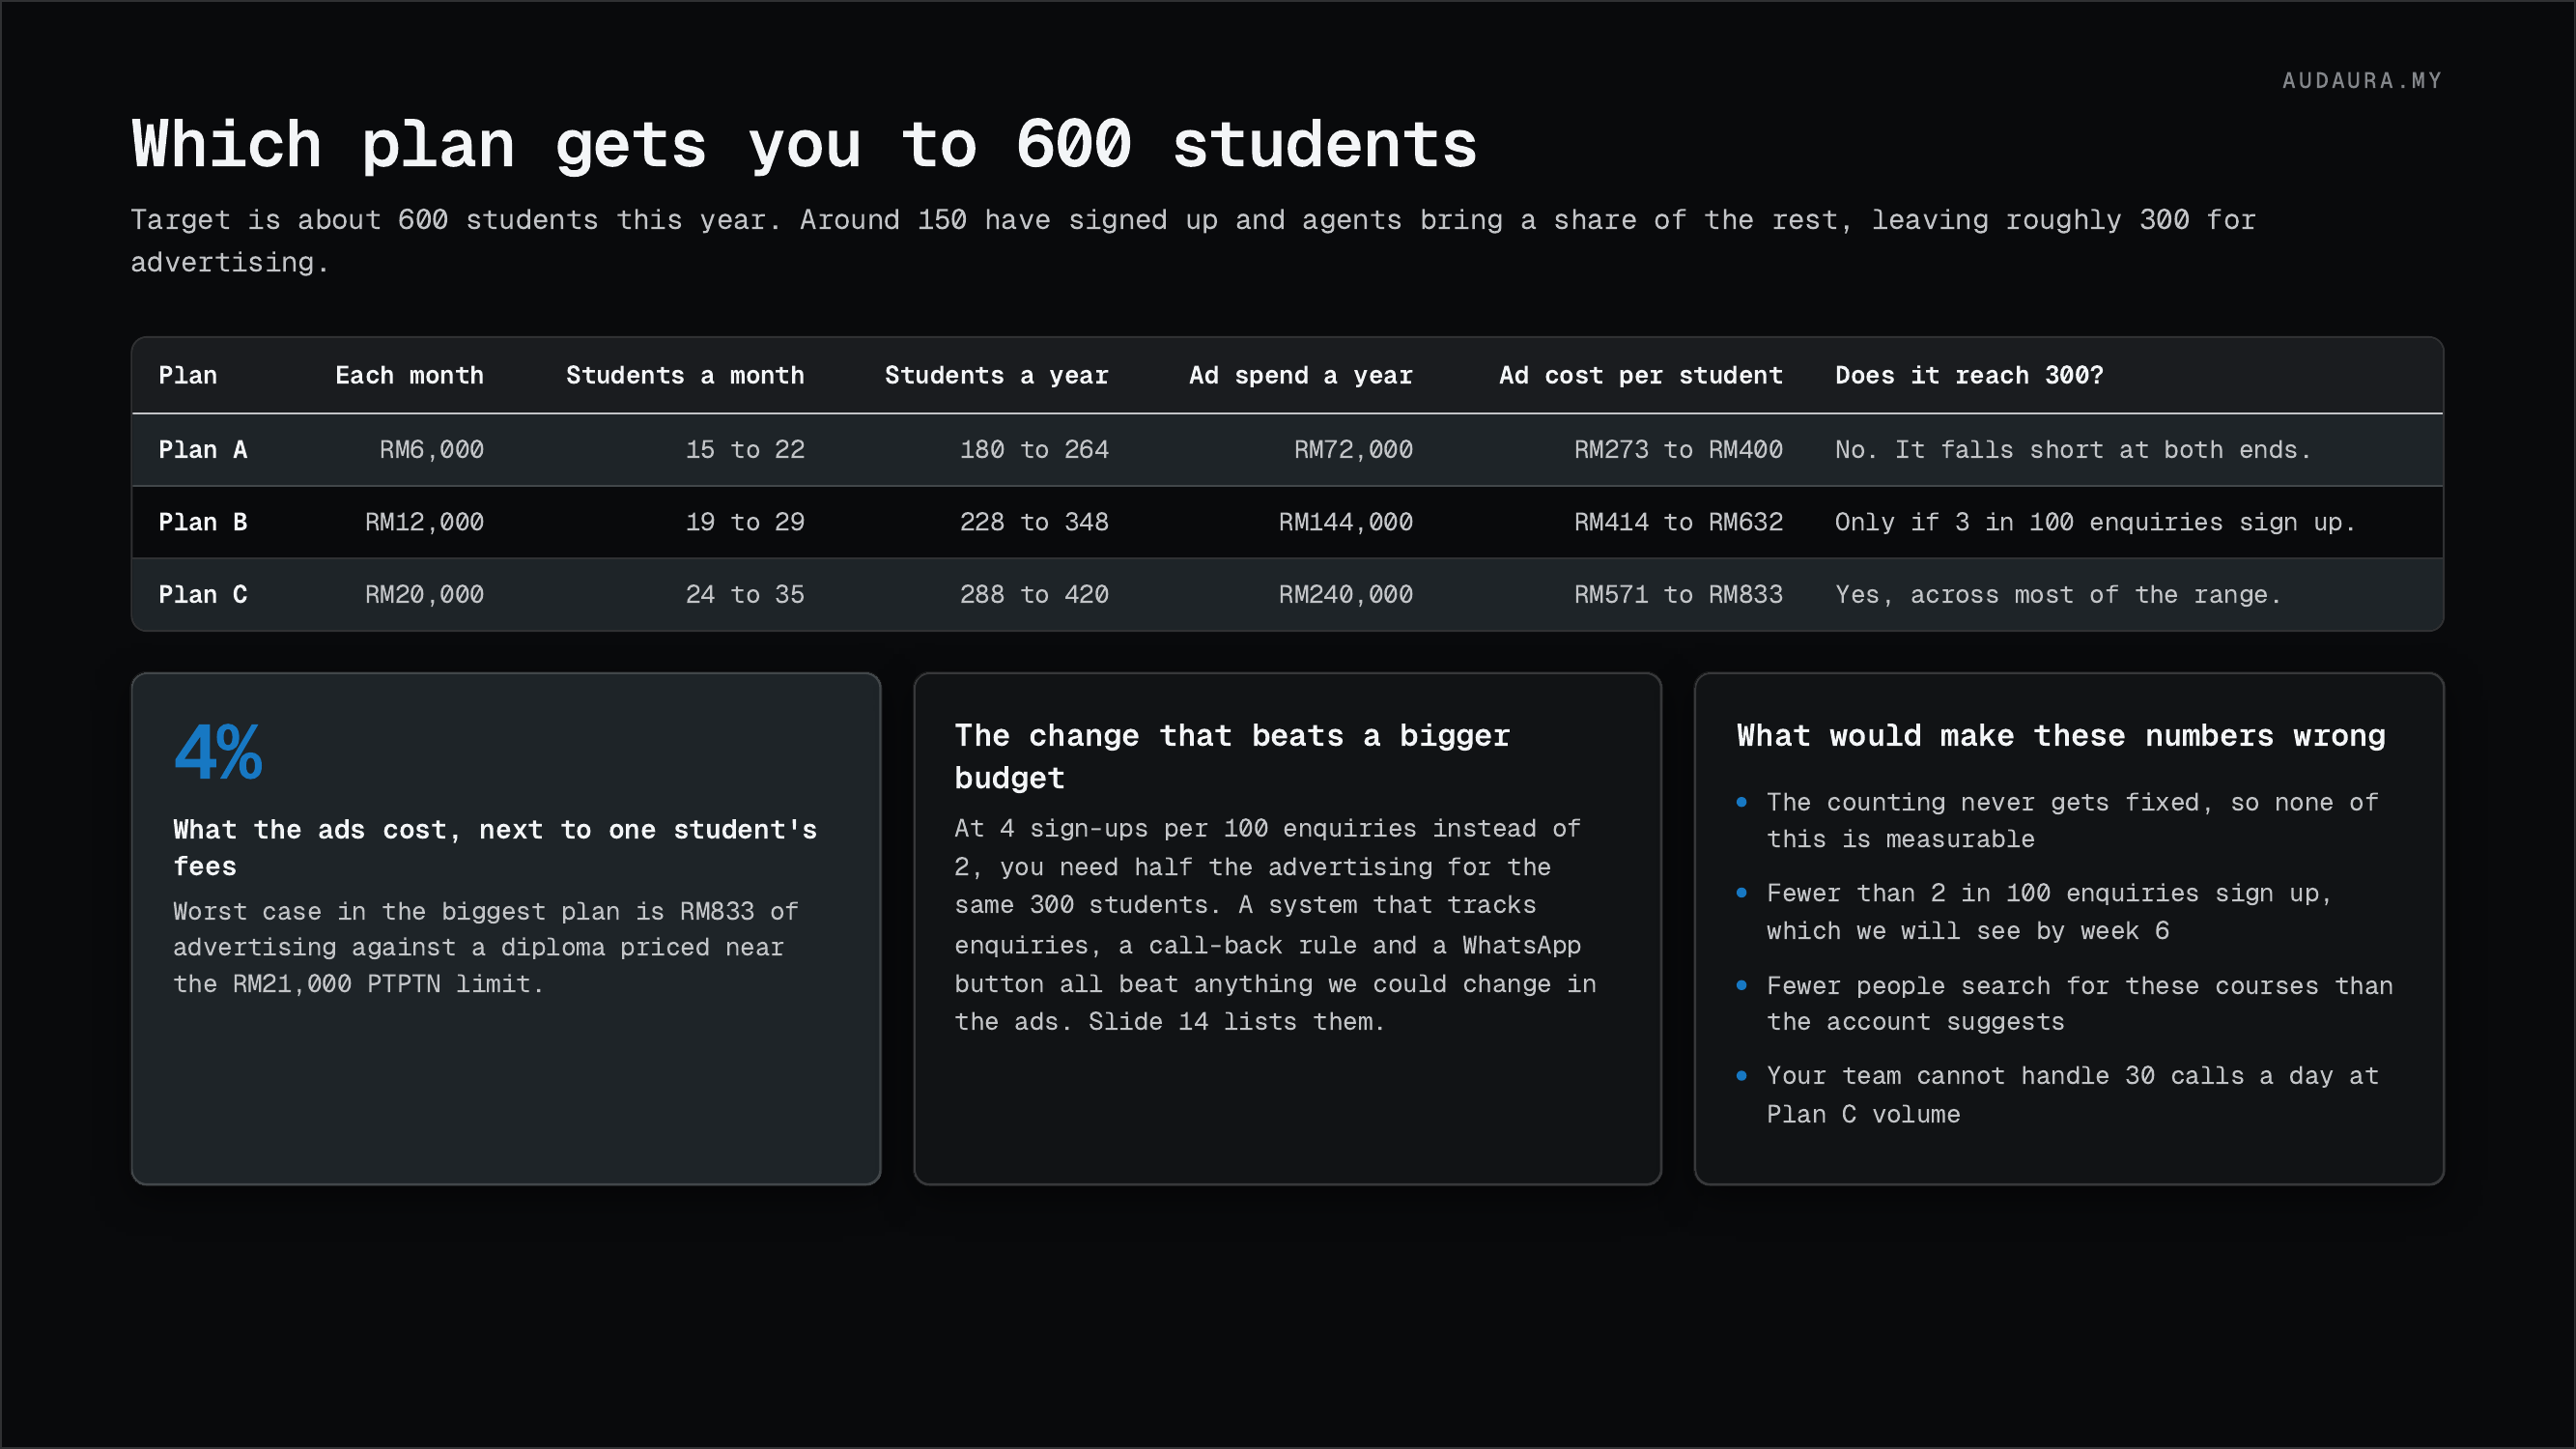 AUDAURA.MY
Which plan gets you to 600 students
Target is about 600 students this year. Around 150 have signed up and agents bring a share of the rest, leaving roughly 300 for
advertising.
Plan Each month Students a month Students a year Ad spend a year Ad cost per student Does it reach 300?
Plan A RM6,000 15 to 22 180 to 264 RM72,000 RM273 to RM400 No. It falls short at both ends.
Plan B RM12,000 19 to 29 228 to 348 RM144,000 RM414 to RM632 Only if 3 in 100 enquiries sign up.
Plan C RM20,000 24 to 35 288 to 420 RM240,000 RM571 to RM833 Yes, across most of the range.
4%
What the ads cost, next to one student's
fees
Worst case in the biggest plan is RM833 of
advertising against a diploma priced near
the RM21,000 PTPTN limit.
The change that beats a bigger
budget
At 4 sign-ups per 100 enquiries instead of
2, you need half the advertising for the
same 300 students. A system that tracks
enquiries, a call-back rule and a WhatsApp
button all beat anything we could change in
the ads. Slide 14 lists them.
What would make these numbers wrong
The counting never gets fixed, so none of
this is measurable
Fewer than 2 in 100 enquiries sign up,
which we will see by week 6
Fewer people search for these courses than
the account suggests
Your team cannot handle 30 calls a day at
Plan C volume